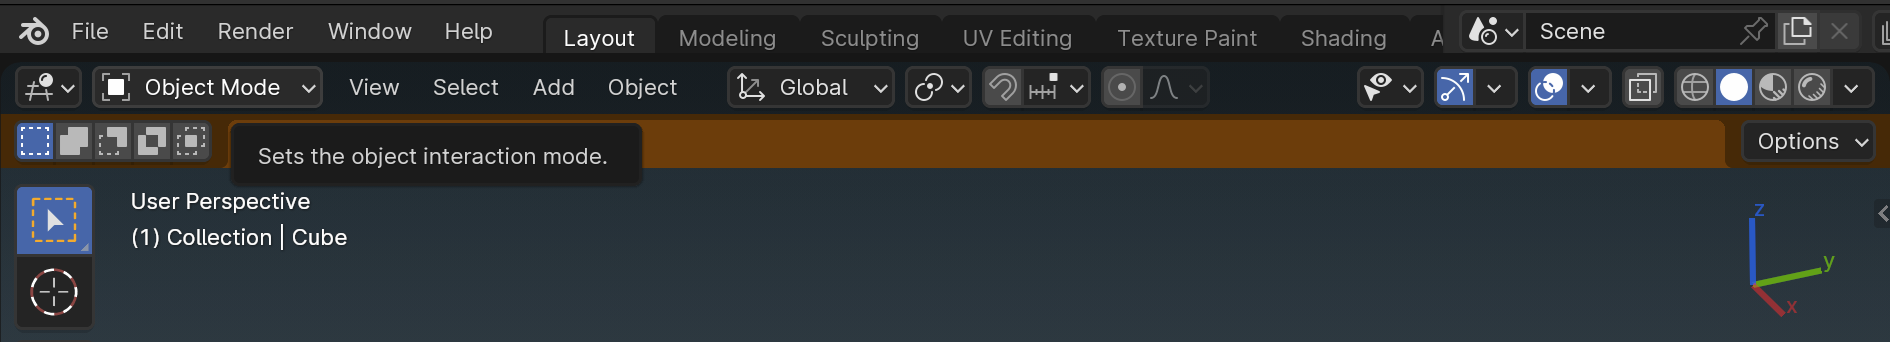 File Edit Render Window Help Layout Modeling Sculpting UV Editing Texture Paint Shading A Scene
Object Mode View Select Add Object Global
Options
Sets the object interaction mode.
User Perspective
(1) Collection | Cube
z
y
x